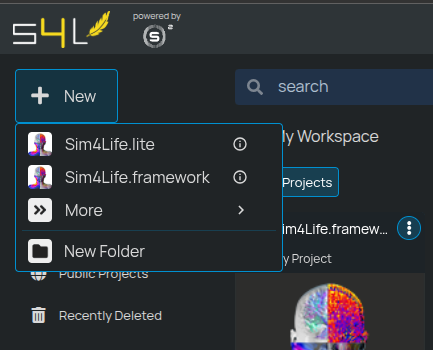 S4L
powered by
S
New
search
Sim4Life.lite
Sim4Life.framework
More
New Folder
Public Projects
Recently Deleted
My Workspace
Projects
im4Life.framew...
y Project